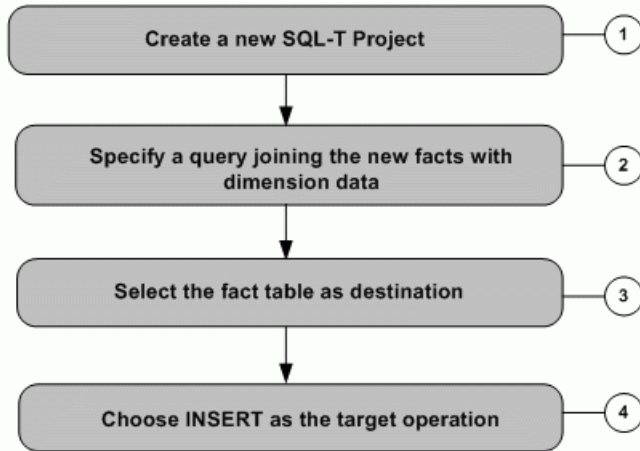 Create a new SQL-T Project
1
Specify a query joining the new facts with
dimension data
2
Select the fact table as destination
3
Choose INSERT as the target operation
4